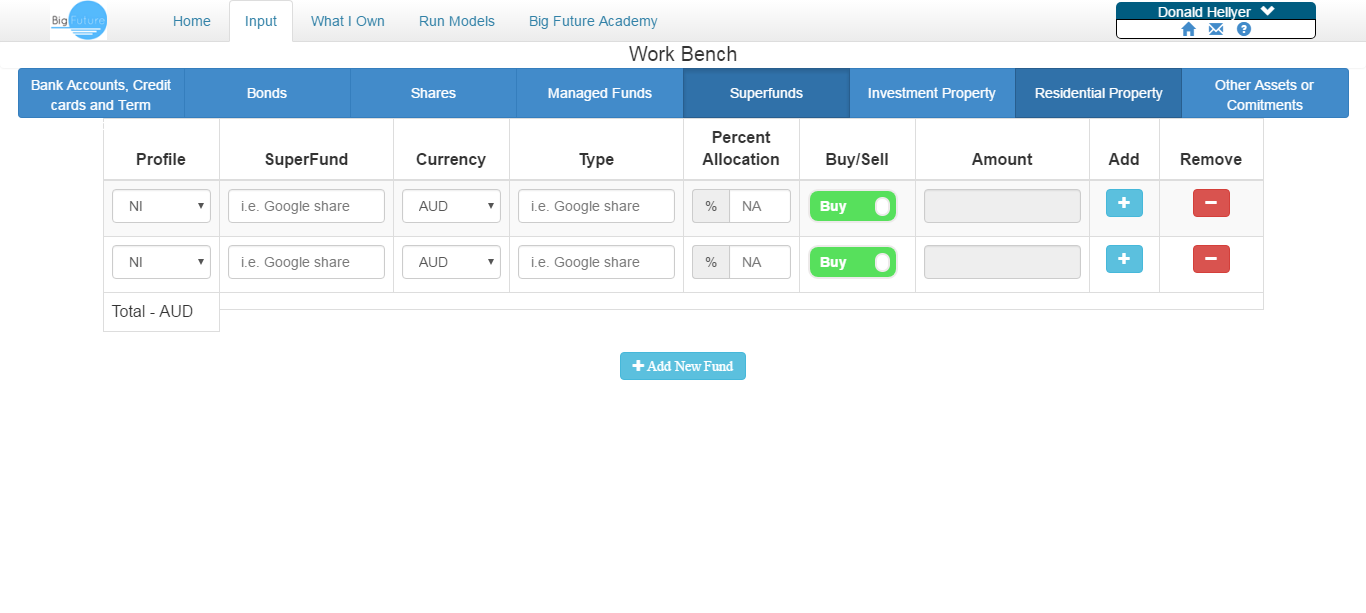 Big Future
Home
Input
What I Own
Run Models
Big Future Academy
Donald Hellyer
?
Work Bench
Bank Accounts, Credit
cards and Term
Bonds
Shares
Managed Funds
Superfunds
Investment Property
Residential Property
Other Assets or
Comitments
Profile
SuperFund
Currency
Type
Percent
Allocation
Buy/Sell
Amount
Add
Remove
NI
i.e. Google share
AUD
i.e. Google share
% NA
Buy
NI
i.e. Google share
AUD
i.e. Google share
% NA
Buy
Total - AUD
Add New Fund